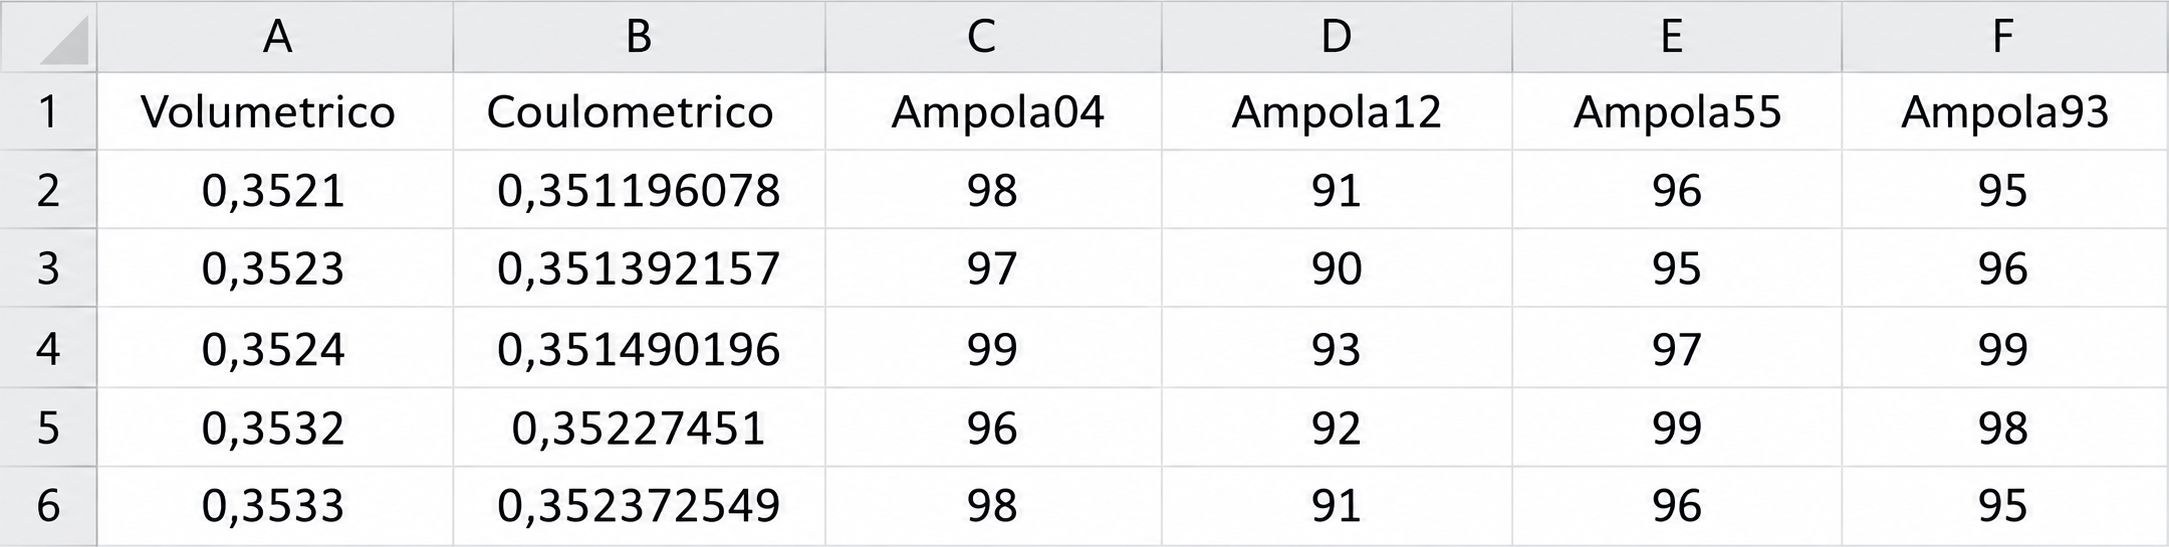 A B C D E F
1 Volumetrico Coulometrico Ampola04 Ampola12 Ampola55 Ampola93
2 0,3521 0,351196078 98 91 96 95
3 0,3523 0,351392157 97 90 95 96
4 0,3524 0,351490196 99 93 97 99
5 0,3532 0,35227451 96 92 99 98
6 0,3533 0,352372549 98 91 96 95